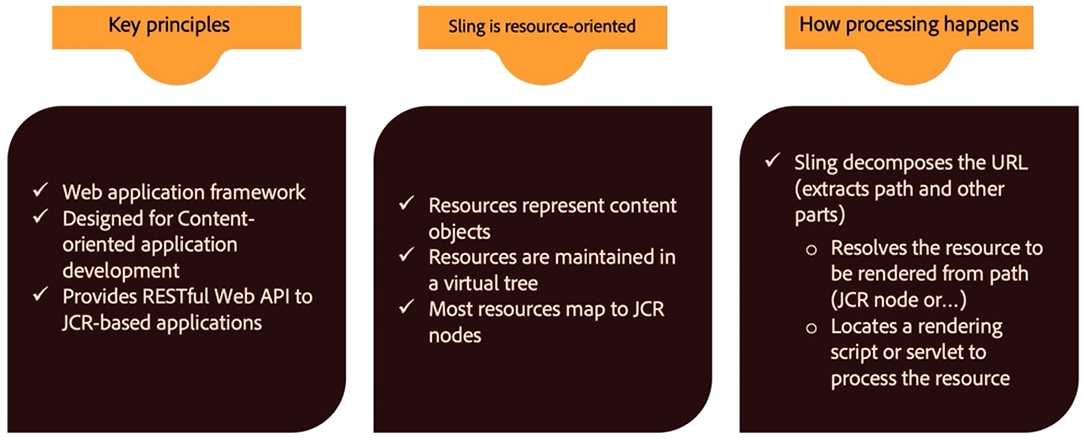 Key principles
✓ Web application framework
✓ Designed for Content-
oriented application
development
✓ Provides RESTful Web API to
JCR-based applications
Sling is resource-oriented
✓ Resources represent content
objects
✓ Resources are maintained in
a virtual tree
✓ Most resources map to JCR
nodes
How processing happens
✓ Sling decomposes the URL
(extracts path and other
parts)
o Resolves the resource to
be rendered from path
(JCR node or...)
o Locates a rendering
script or servlet to
process the resource